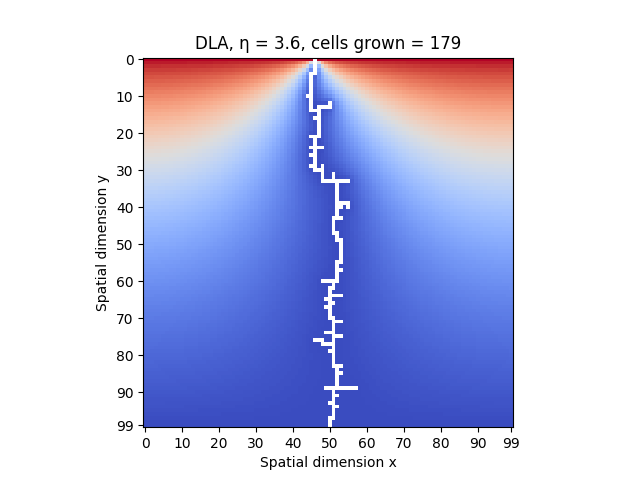 DLA, η = 3.6, cells grown = 179
0
10
20
30
40
50
60
70
80
90
99
Spatial dimension y
0 10 20 30 40 50 60 70 80 90 99
Spatial dimension x